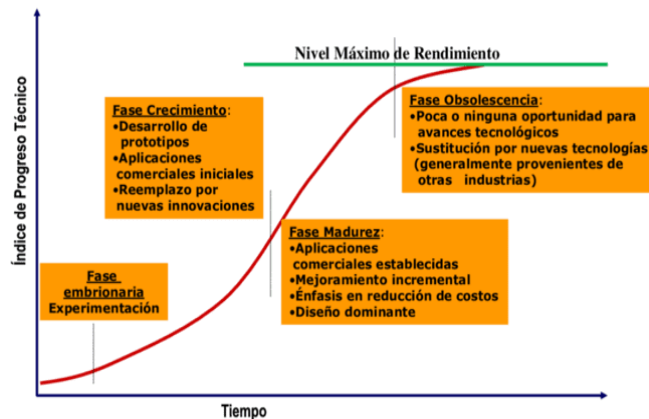 Nivel Máximo de Rendimiento
Índice de Progreso Técnico
Fase Crecimiento:
•Desarrollo de
prototipos
•Aplicaciones
comerciales iniciales
•Reemplazo por
nuevas innovaciones
Fase Obsolescencia:
•Poca o ninguna oportunidad para
avances tecnológicos
•Sustitución por nuevas tecnologías
(generalmente provenientes de
otras industrias)
Fase Madurez:
•Aplicaciones
comerciales establecidas
•Mejoramiento incremental
•Énfasis en reducción de costos
•Diseño dominante
Fase
embrionaria
Experimentación
Tiempo